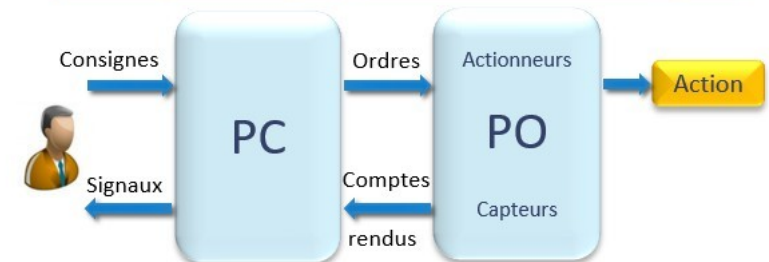 Consignes
Ordres
Actionneurs
Action
PC
PO
Signaux
Comptes
rendus
Capteurs